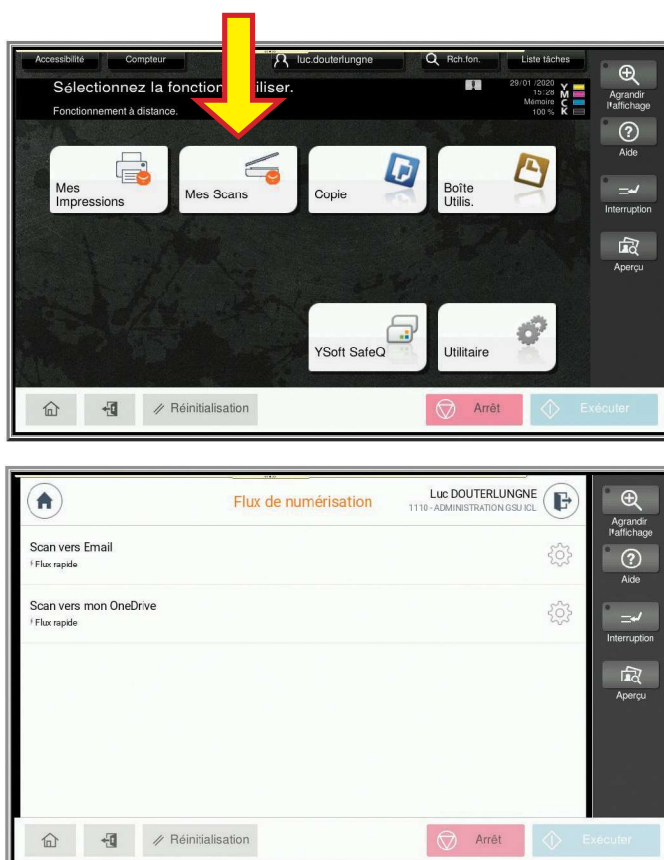 Accessibilité
Compteur
luc.douterlungne
Rch.fon.
Liste tâches
Sélectionnez la fonction
iliser.
Fonctionnement à distance.
29/01 /2020
15:28
Mémoire
100 %
Y
M
C
K
Agrandir
l'affichage
Aide
Interruption
Aperçu
Mes
Impressions
Mes Scans
Copie
Boîte
Utilis.
YSoft SafeQ
Utilitaire
Réinitialisation
Arrêt
Exécuter
Flux de numérisation
Luc DOUTERLUNGNE
1110 - ADMINISTRATION GSU ICL
Scan vers Email
Flux rapide
Scan vers mon OneDrive
Flux rapide
Agrandir
l'affichage
Aide
Interruption
Aperçu
Réinitialisation
Arrêt
Exécuter